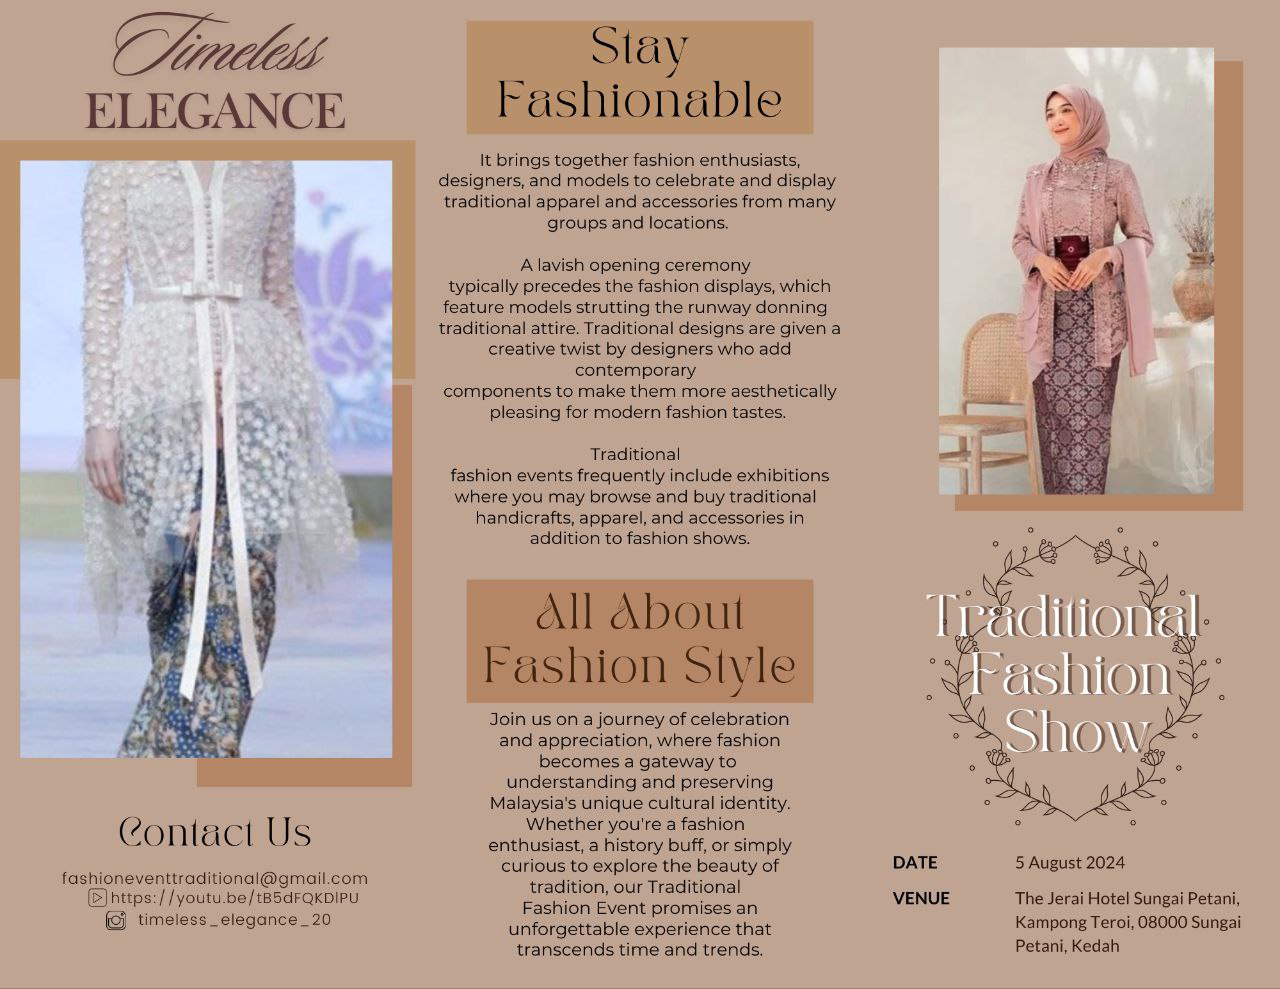 Timeless
ELEGANCE
Contact Us
fashioneventtraditional@gmail.com
https://youtu.be/tB5dFQKDlPU
timeless_elegance_20
Stay
Fashionable
It brings together fashion enthusiasts,
designers, and models to celebrate and display
traditional apparel and accessories from many
groups and locations.
A lavish opening ceremony
typically precedes the fashion displays, which
feature models strutting the runway donning
traditional attire. Traditional designs are given a
creative twist by designers who add
contemporary
components to make them more aesthetically
pleasing for modern fashion tastes.
Traditional
fashion events frequently include exhibitions
where you may browse and buy traditional
handicrafts, apparel, and accessories in
addition to fashion shows.
All About
Fashion Style
Join us on a journey of celebration
and appreciation, where fashion
becomes a gateway to
understanding and preserving
Malaysia's unique cultural identity.
Whether you're a fashion
enthusiast, a history buff, or simply
curious to explore the beauty of
tradition, our Traditional
Fashion Event promises an
unforgettable experience that
transcends time and trends.
Traditional
Fashion
Show
DATE 5 August 2024
VENUE The Jerai Hotel Sungai Petani,
Kampong Teroi, 08000 Sungai
Petani, Kedah